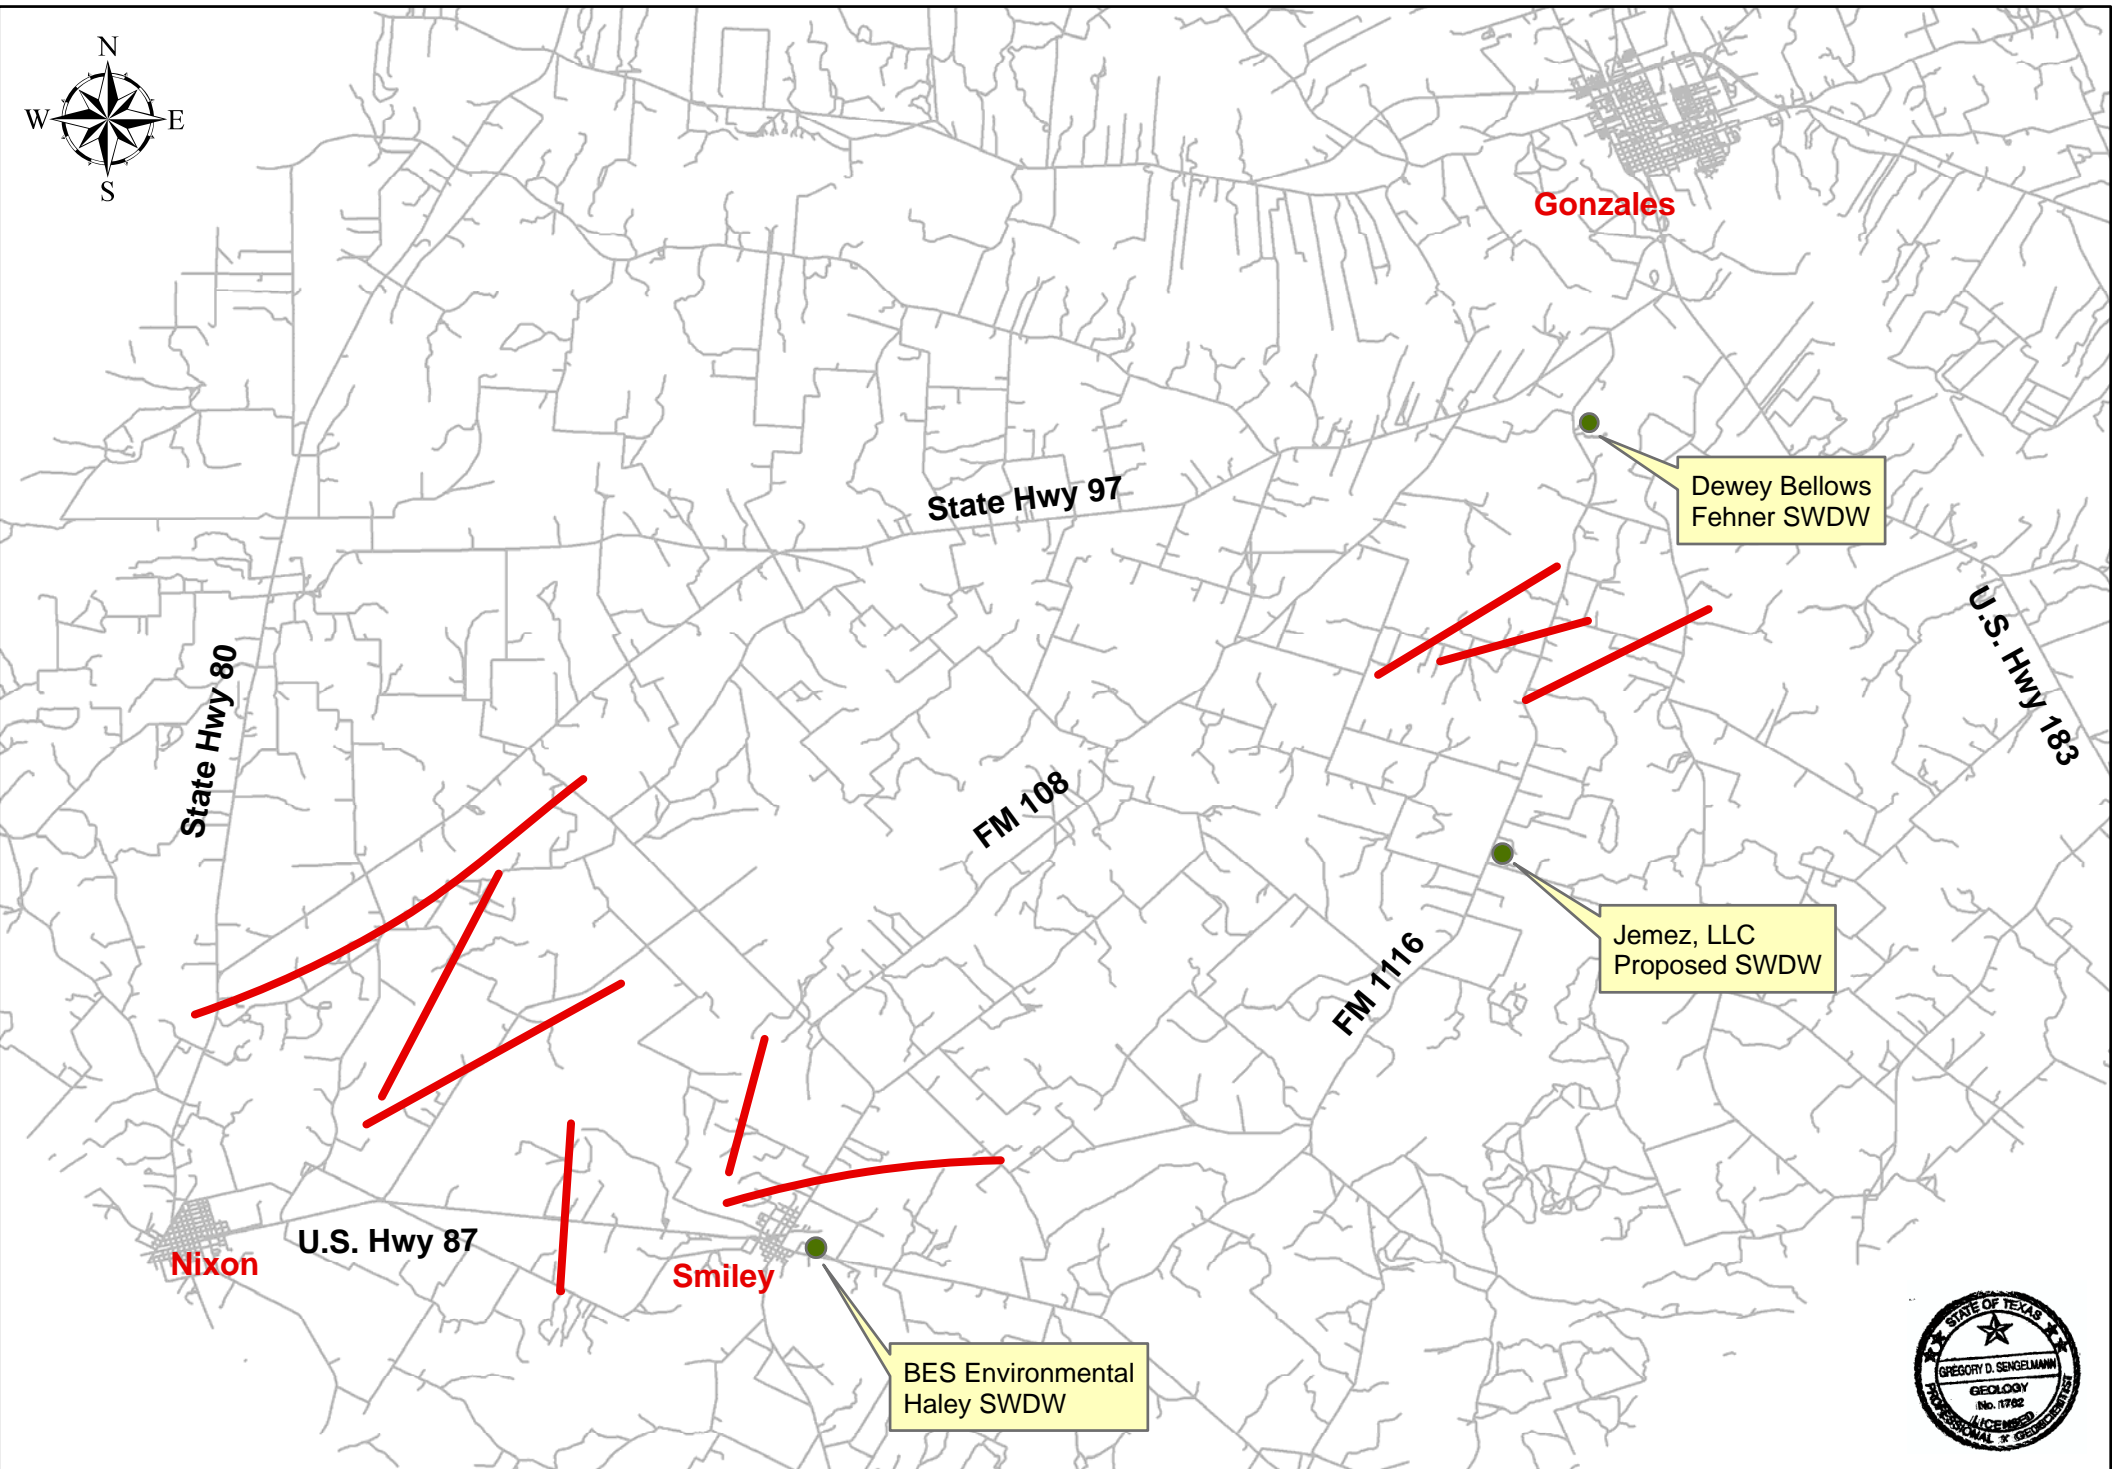 N
W
E
S
Gonzales
Dewey Bellows
Fehner SWDW
State Hwy 97
U.S. Hwy 183
State Hwy 80
FM 108
Jemez, LLC
Proposed SWDW
FM 1116
U.S. Hwy 87
Nixon
Smiley
BES Environmental
Haley SWDW
STATE OF TEXAS
GREGORY D. SENGELMANN
GEOLOGY
No. 1762
LICENSED
PROFESSIONAL GEOSCIENTIST